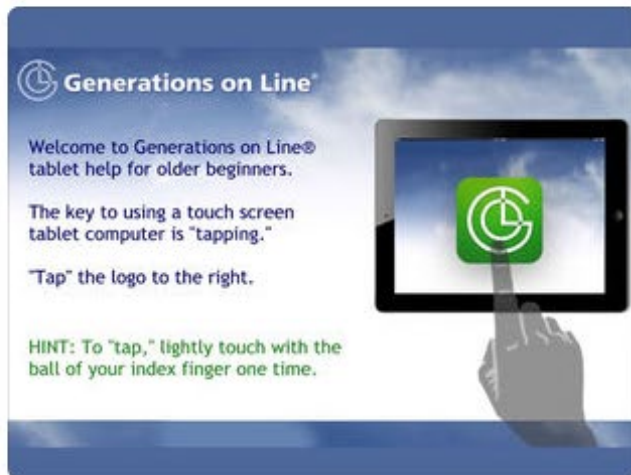 Generations on Line®
Welcome to Generations on Line®
tablet help for older beginners.
The key to using a touch screen
tablet computer is "tapping."
"Tap" the logo to the right.
HINT: To "tap," lightly touch with the
ball of your index finger one time.